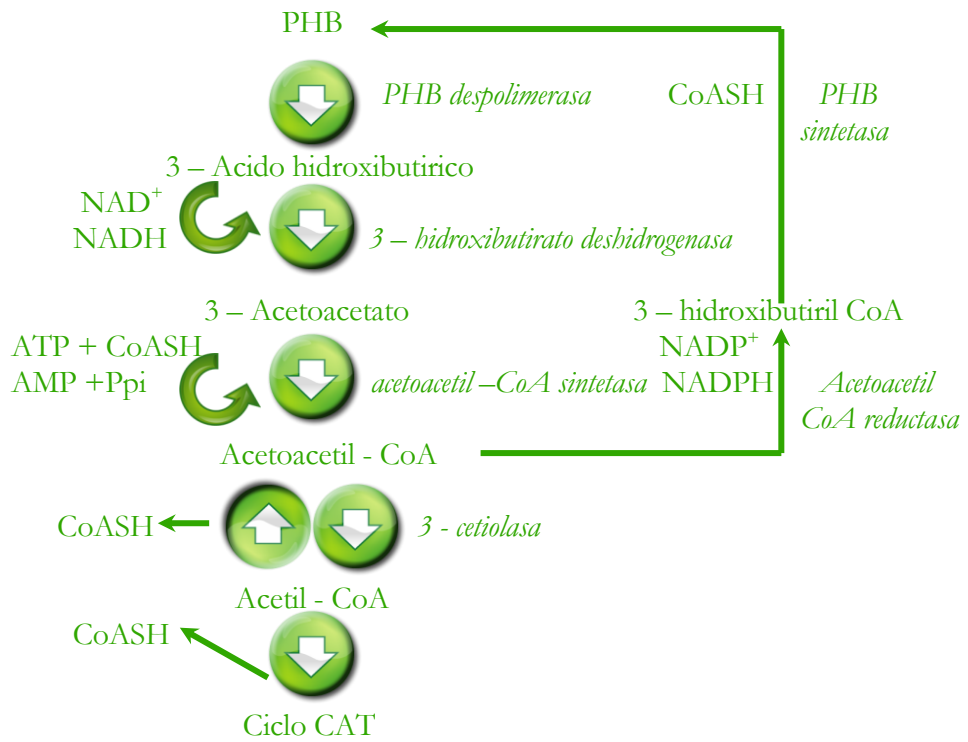 PHB
PHB despolimerasa
CoASH
PHB
sintetasa
3 – Acido hidroxibutirico
NAD+
NADH
3 – hidroxibutirato deshidrogenasa
3 – Acetoacetato
3 – hidroxibutiril CoA
ATP + CoASH
AMP +Ppi
acetoacetil –CoA sintetasa
NADP+
NADPH
Acetoacetil
CoA reductasa
Acetoacetil - CoA
CoASH
3 - cetiolasa
Acetil - CoA
CoASH
Ciclo CAT